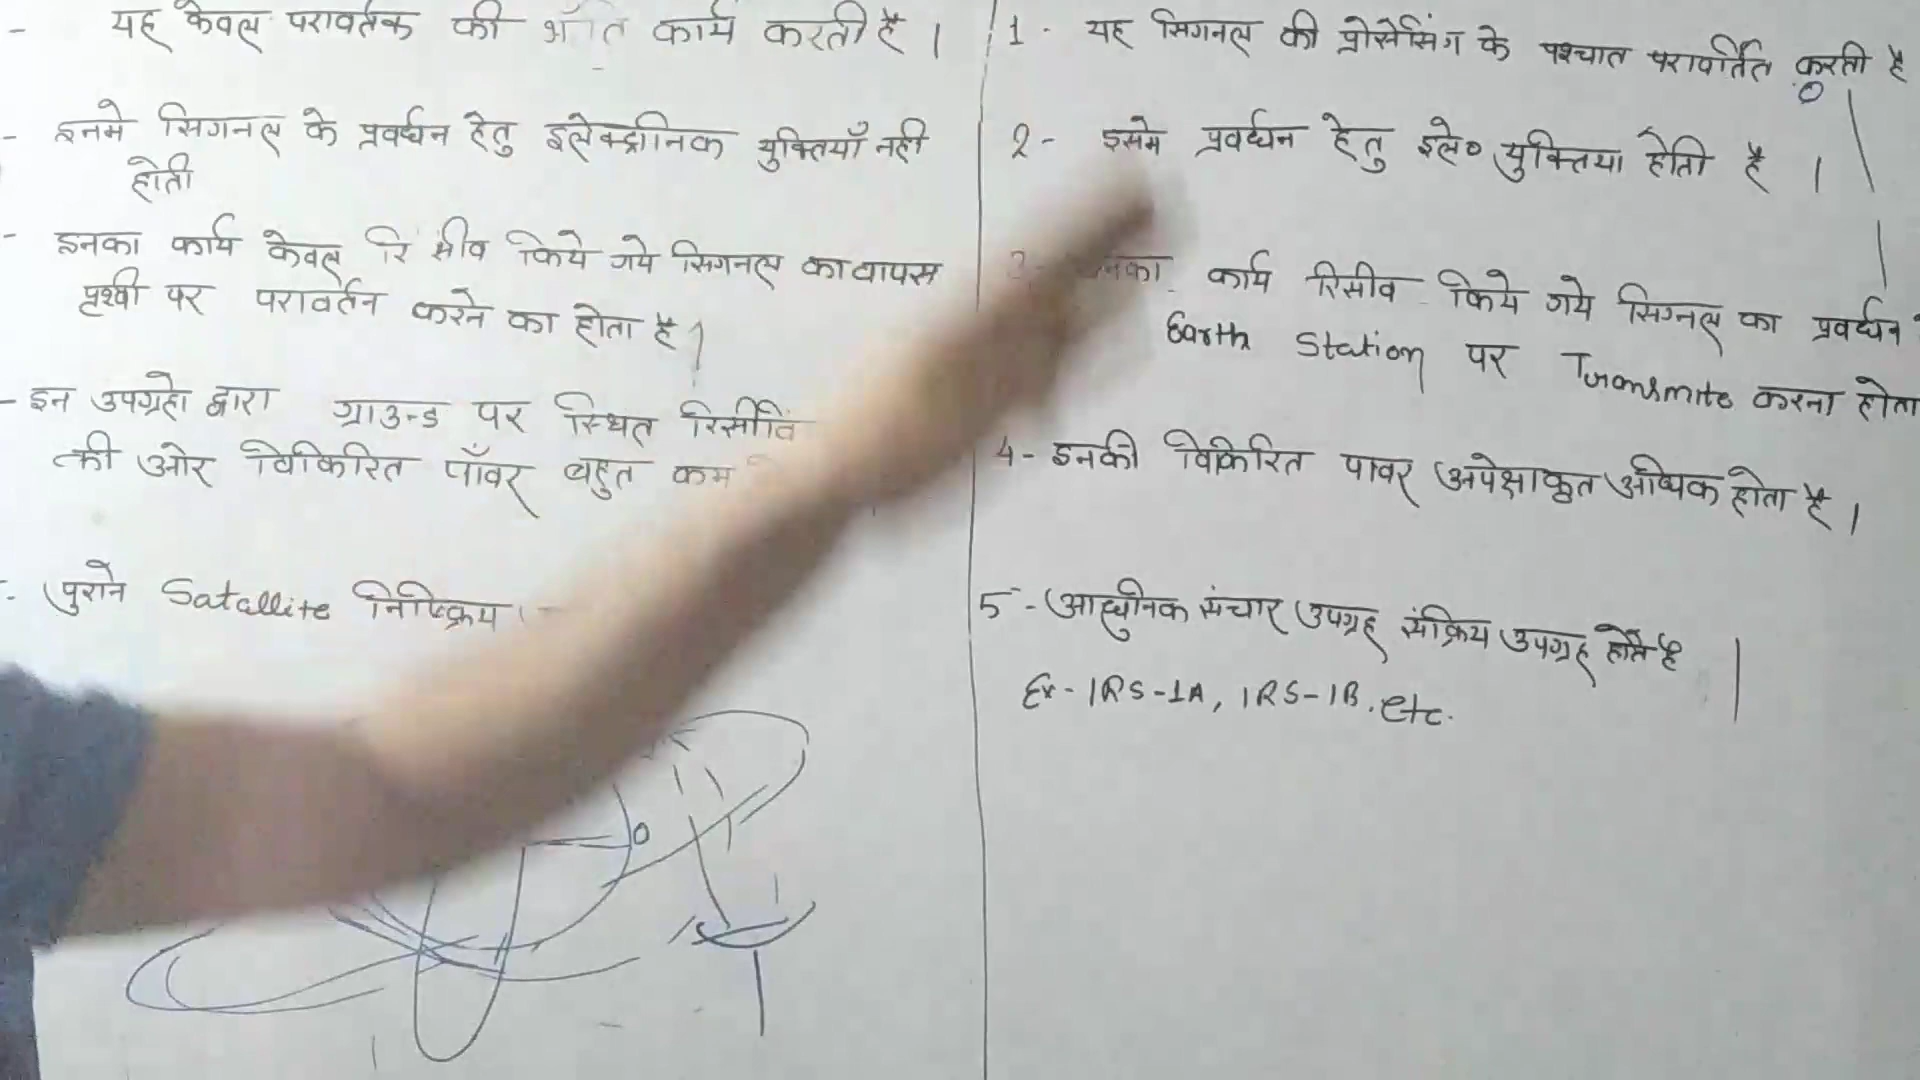 - यह केवल परावर्तक की भाँति कार्य करती है ।
- इनमे सिगनल के प्रवर्धन हेतु इलेक्ट्रानिक युक्तियाँ नही
होती
- इनका कार्य केवल रिसीव किये गये सिगनल का वापस
पृथ्वी पर परावर्तन करने का होता है ।
- इन उपग्रहो द्वारा ग्राउन्ड पर स्थित
की ओर विकिरित पाँवर बहुत कम
- पुराने Satallite निष्क्रिय
1- यह सिगनल की प्रोसेसिंग के पश्चात परावर्तित करती है
2- इसमे प्रवर्धन हेतु इले० युक्तिया होती है ।
कार्य रिसीव किये गये सिग्नल का प्रवर्धन
Earth Station पर Transmite करना होता
4- इनकी विकिरित पावर अपेक्षाकृत अधिक होता है ।
5- आधुनिक संचार उपग्रह सक्रिय उपग्रह होते है
Ex- IRS-1A, IRS-1B, etc.